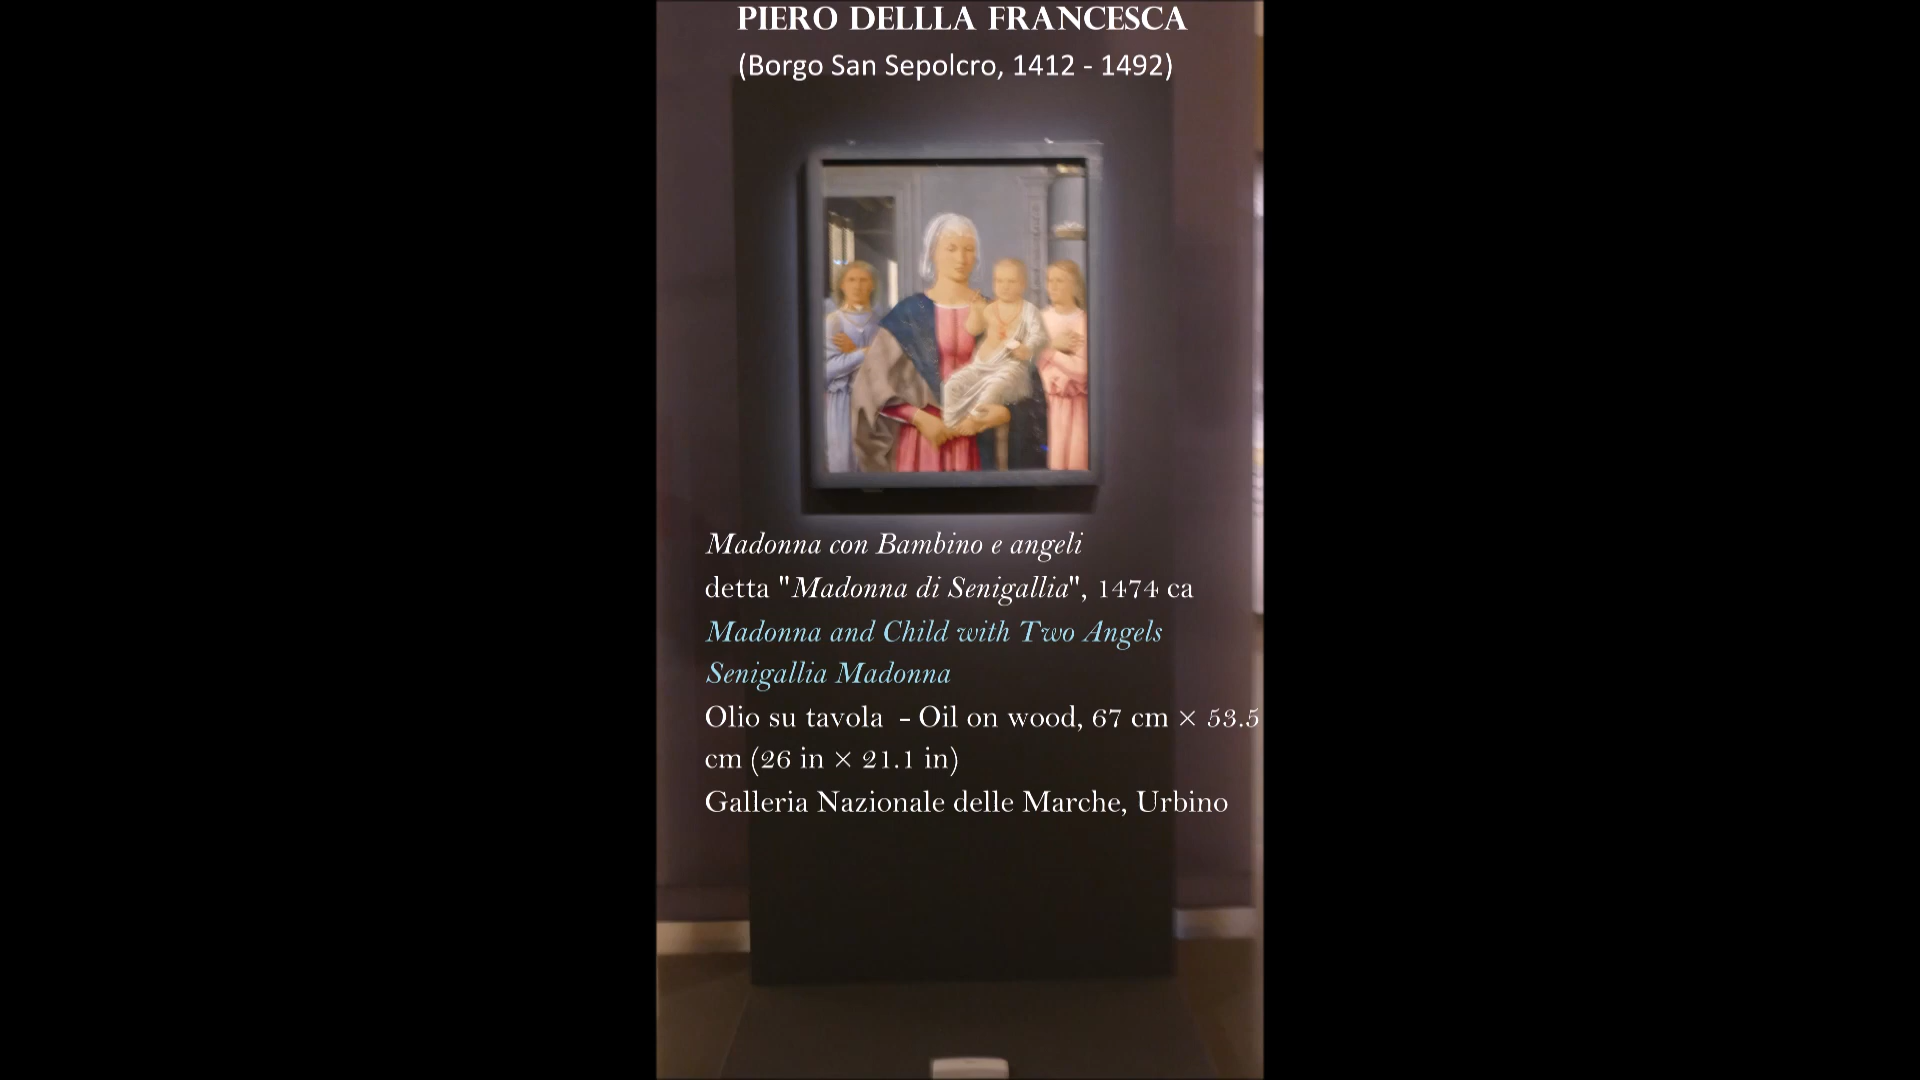 PIERO DELLLA FRANCESCA
(Borgo San Sepolcro, 1412 - 1492)
Madonna con Bambino e angeli
detta "Madonna di Senigallia", 1474 ca
Madonna and Child with Two Angels
Senigallia Madonna
Olio su tavola - Oil on wood, 67 cm × 53.5
cm (26 in × 21.1 in)
Galleria Nazionale delle Marche, Urbino